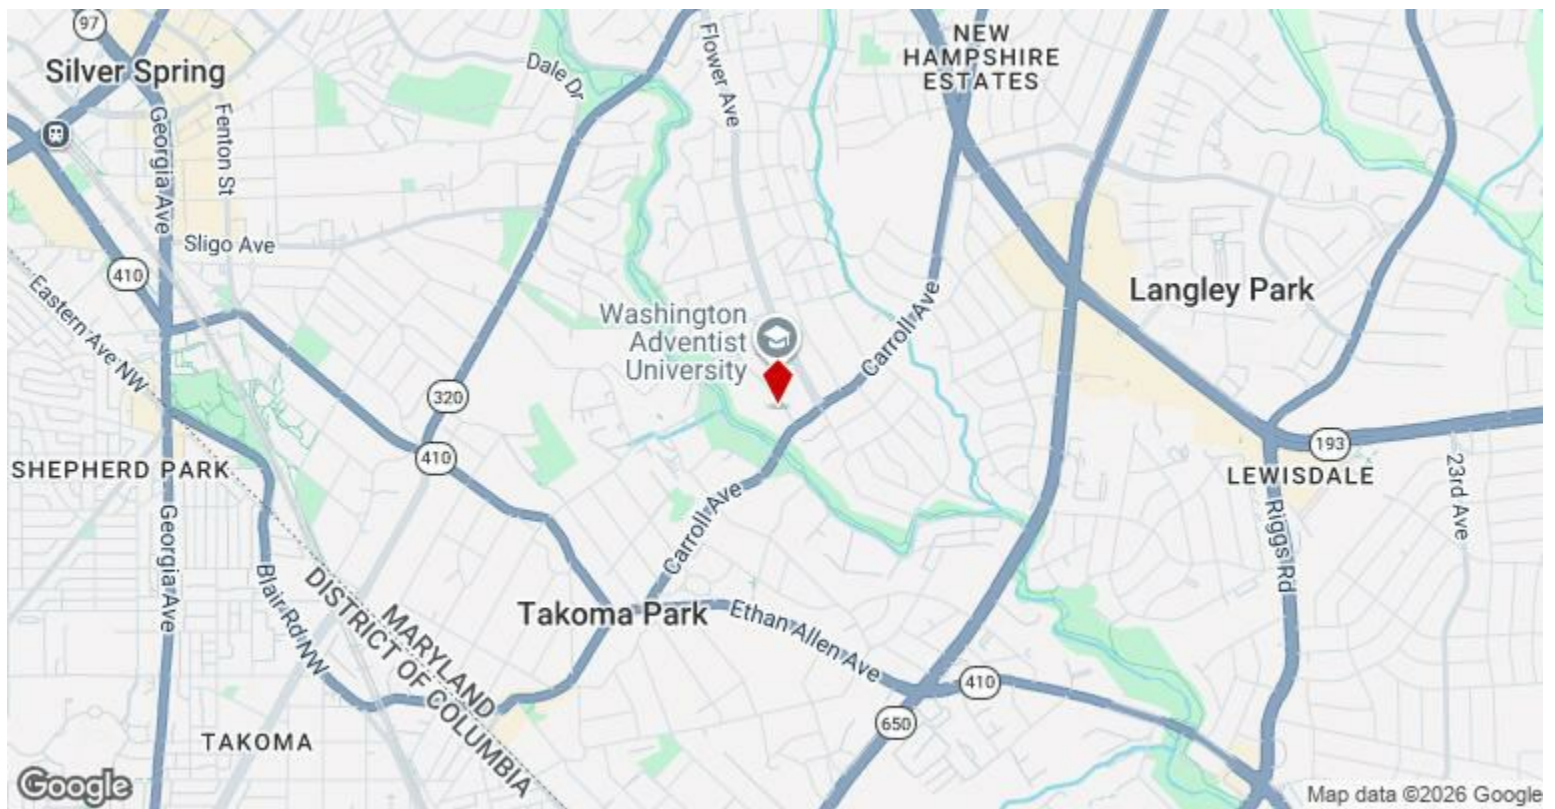 97
Silver Spring
Georgia Ave
Fenton St
Dale Dr
Flower Ave
NEW
HAMPSHIRE
ESTATES
Sligo Ave
410
Eastern Ave NW
Washington
Adventist
University
Carroll Ave
Langley Park
320
410
193
SHEPHERD PARK
LEWISDALE
23rd Ave
Georgia Ave
Carroll Ave
Riggs Rd
Blair Rd NW
MARYLAND
DISTRICT OF COLUMBIA
Takoma Park
Ethan Allen Ave
410
650
TAKOMA
Google
Map data ©2026 Google